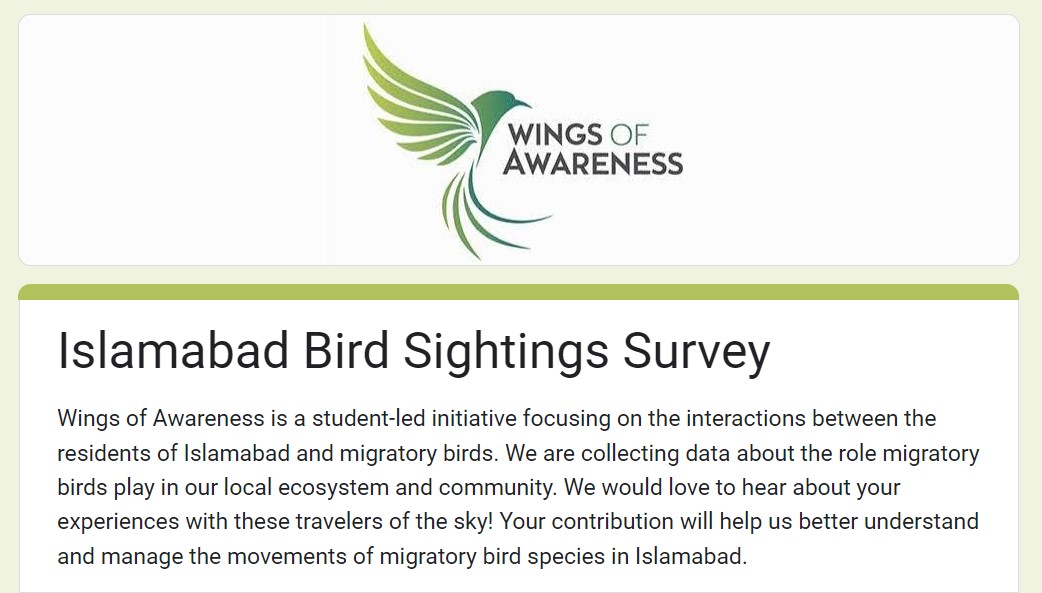 WINGS OF
AWARENESS
Islamabad Bird Sightings Survey
Wings of Awareness is a student-led initiative focusing on the interactions between the
residents of Islamabad and migratory birds. We are collecting data about the role migratory
birds play in our local ecosystem and community. We would love to hear about your
experiences with these travelers of the sky! Your contribution will help us better understand
and manage the movements of migratory bird species in Islamabad.